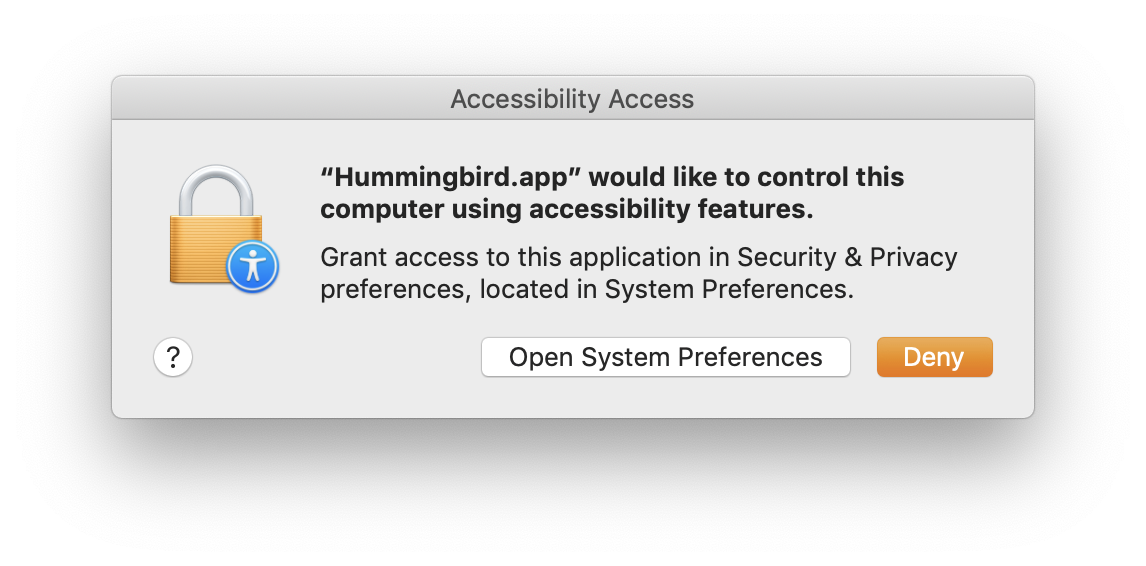 Accessibility Access
“Hummingbird.app” would like to control this
computer using accessibility features.
Grant access to this application in Security & Privacy
preferences, located in System Preferences.
?
Open System Preferences
Deny